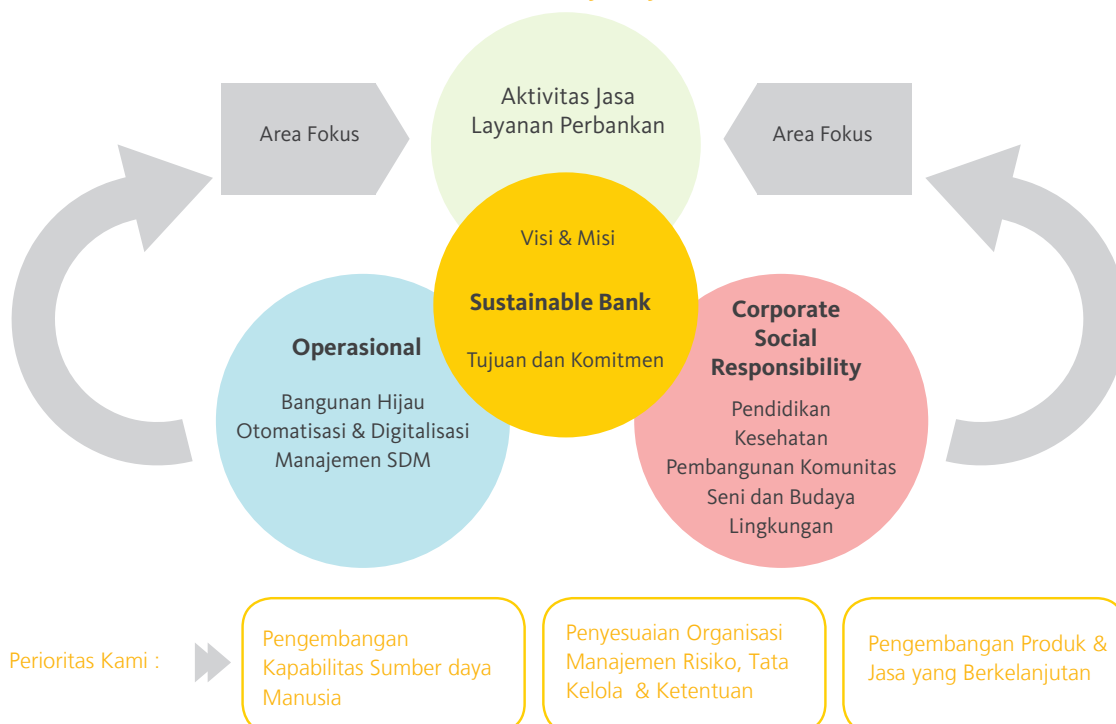 Aktivitas Jasa
Layanan Perbankan
Area Fokus
Area Fokus
Visi & Misi
Sustainable Bank
Tujuan dan Komitmen
Operasional
Bangunan Hijau
Otomatisasi & Digitalisasi
Manajemen SDM
Corporate
Social
Responsibility
Pendidikan
Kesehatan
Pembangunan Komunitas
Seni dan Budaya
Lingkungan
Perioritas Kami :
Pengembangan
Kapabilitas Sumber daya
Manusia
Penyesuaian Organisasi
Manajemen Risiko, Tata
Kelola & Ketentuan
Pengembangan Produk &
Jasa yang Berkelanjutan